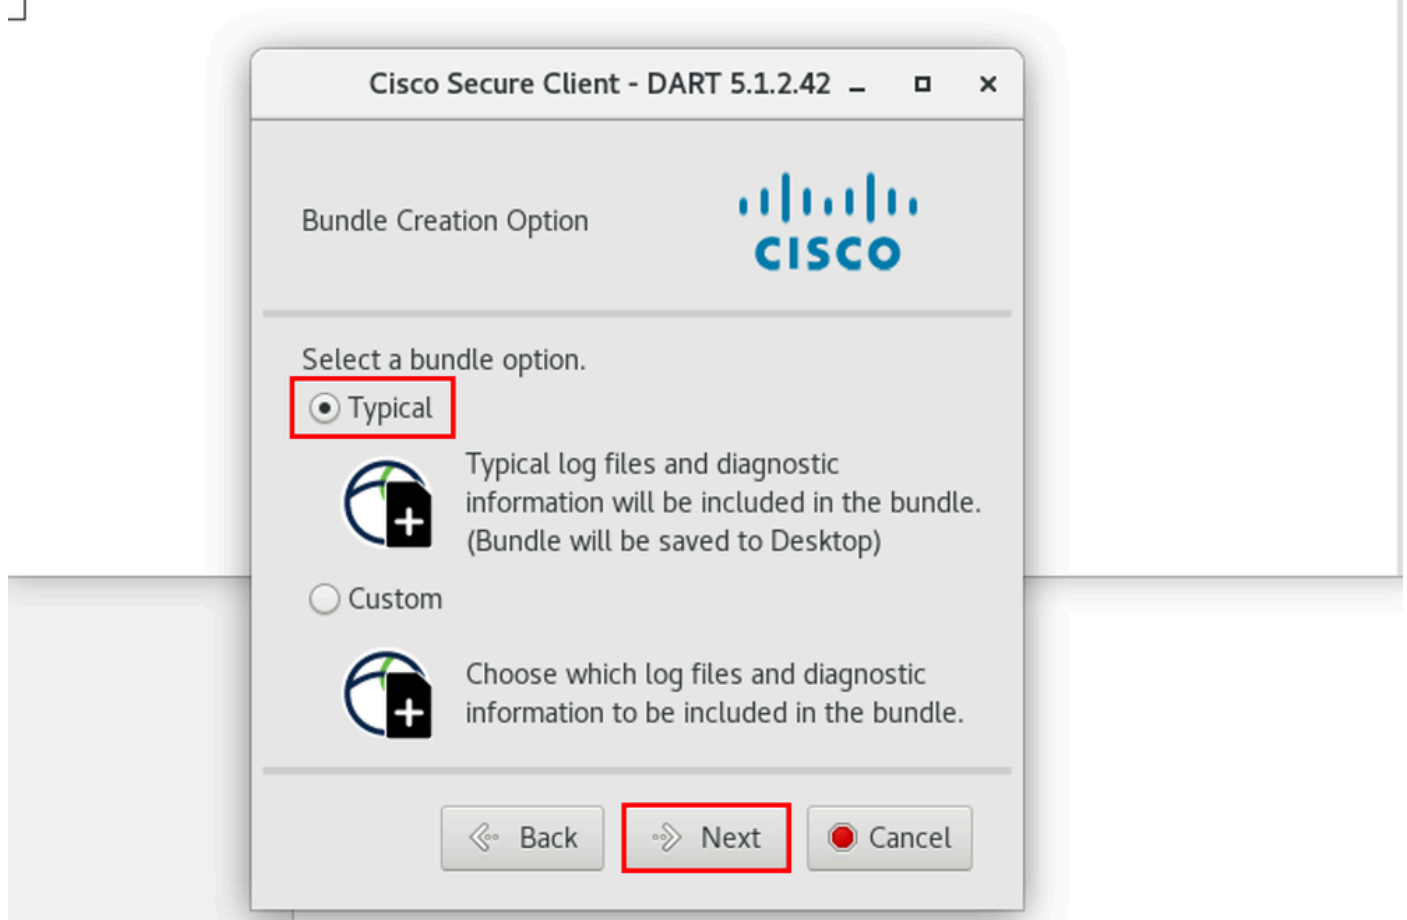 Cisco Secure Client - DART 5.1.2.42
Bundle Creation Option
CISCO
Select a bundle option.
Typical
Typical log files and diagnostic
information will be included in the bundle.
(Bundle will be saved to Desktop)
Custom
Choose which log files and diagnostic
information to be included in the bundle.
Back
Next
Cancel